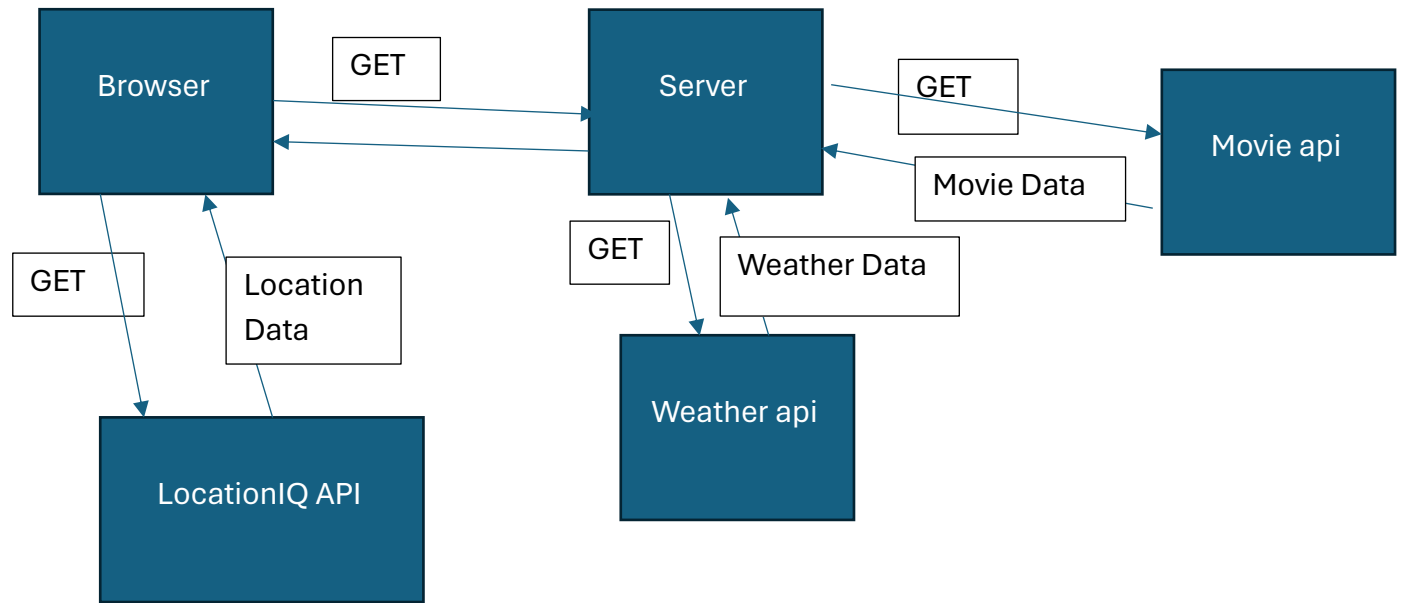 Browser
GET
Server
GET
Movie api
Movie Data
GET
Location
Data
GET
Weather Data
Weather api
LocationIQ API